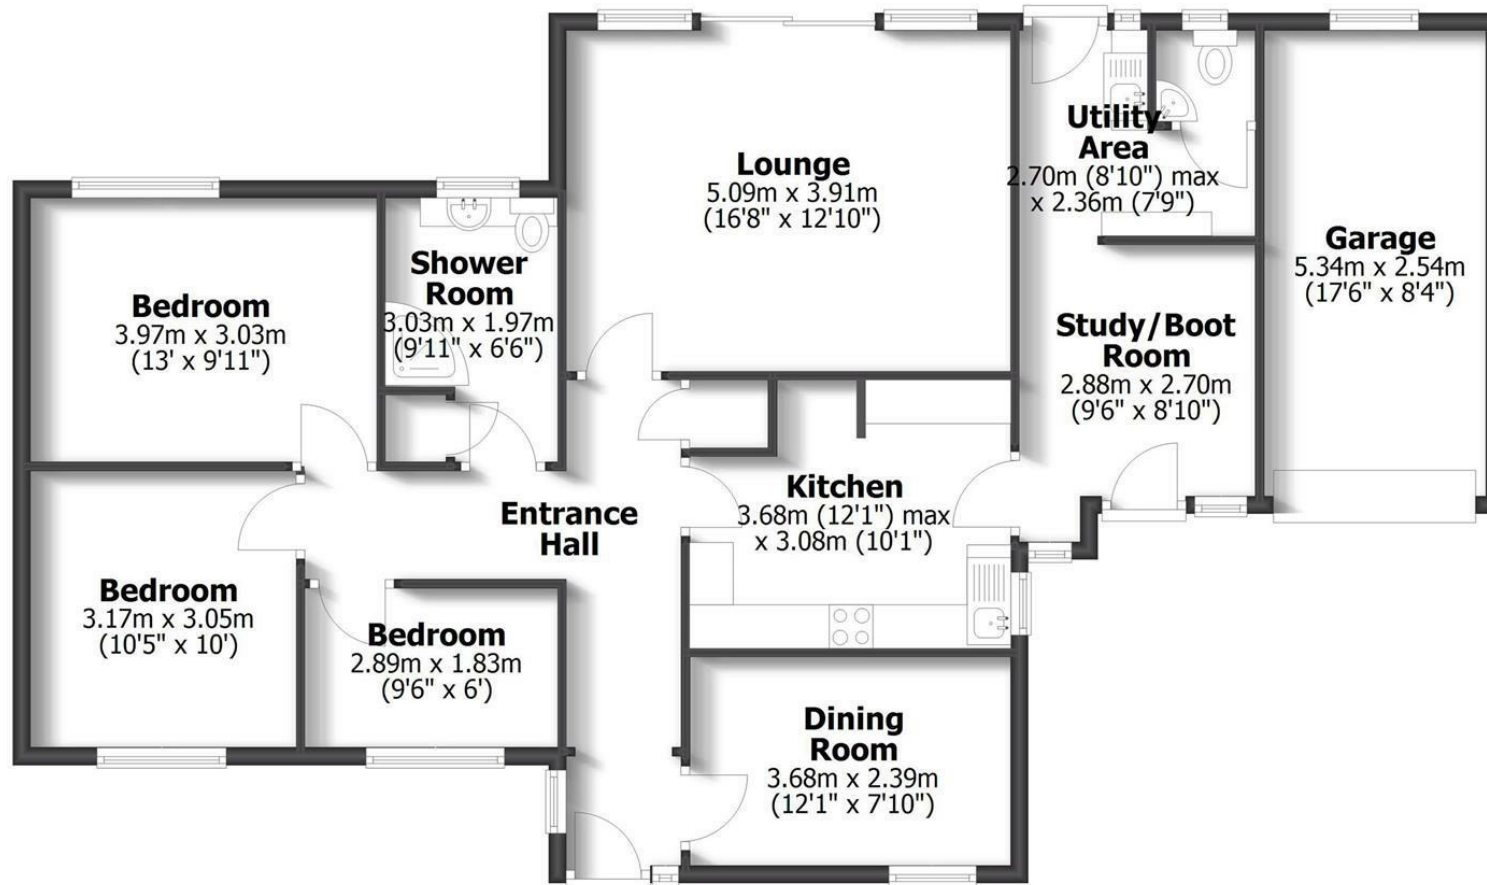 Lounge
5.09m x 3.91m
(16'8" x 12'10")
Utility
Area
2.70m (8'10") max
x 2.36m (7'9")
Garage
5.34m x 2.54m
(17'6" x 8'4")
Bedroom
3.97m x 3.03m
(13' x 9'11")
Shower
Room
3.03m x 1.97m
(9'11" x 6'6")
Study/Boot
Room
2.88m x 2.70m
(9'6" x 8'10")
Kitchen
3.68m (12'1") max
x 3.08m (10'1")
Entrance
Hall
Bedroom
3.17m x 3.05m
(10'5" x 10')
Bedroom
2.89m x 1.83m
(9'6" x 6')
Dining
Room
3.68m x 2.39m
(12'1" x 7'10")